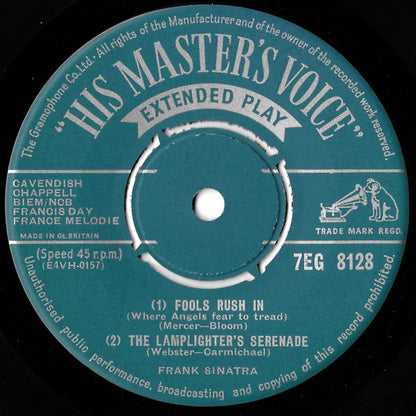 The Gramophone Co. Ltd.- All rights of the Manufacturer and of the owner of the recorded work reserved.
"HIS MASTER'S VOICE"
EXTENDED PLAY
CAVENDISH
CHAPPELL
BIEM/NCB
FRANCIS DAY
FRANCE MELODIE
MADE IN GT. BRITAIN
TRADE MARK REGD.
(Speed 45 r.p.m.)
(E4VH-0157)
7EG 8128
(1) FOOLS RUSH IN
(Where Angels fear to tread)
(Mercer—Bloom)
(2) THE LAMPLIGHTER'S SERENADE
(Webster—Carmichael)
FRANK SINATRA
Unauthorised public performance, broadcasting and copying of this record prohibited.